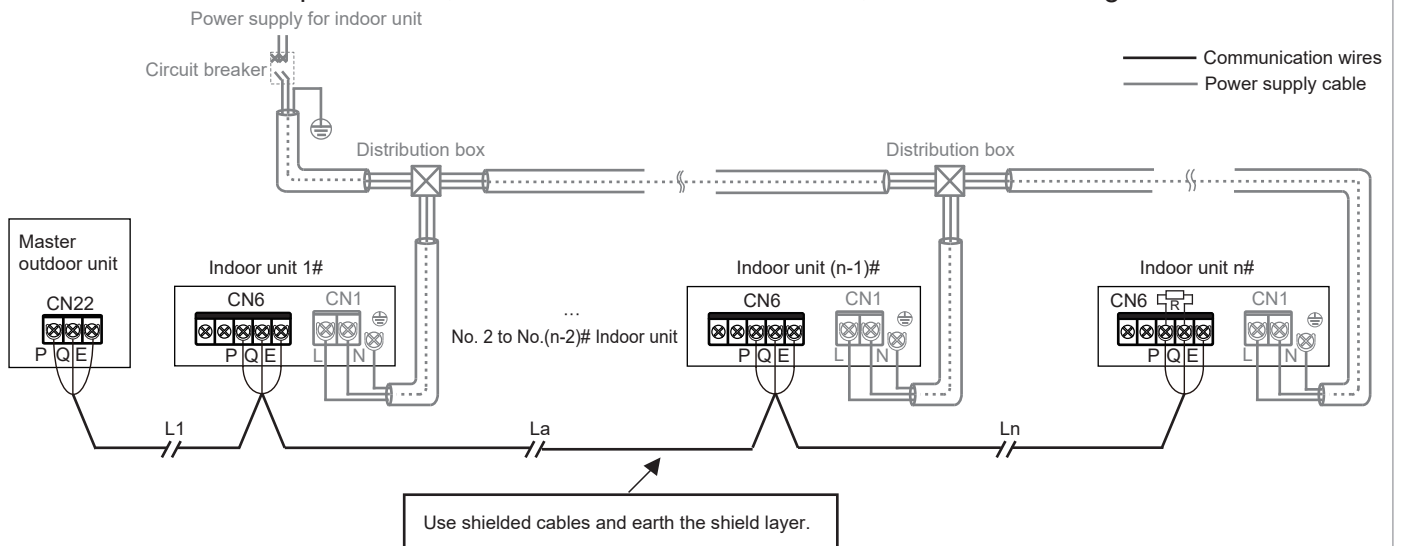 Power supply for indoor unit
Circuit breaker
Communication wires
Power supply cable
Distribution box
Distribution box
Master
outdoor unit
CN22
P Q E
Indoor unit 1#
CN6
CN1
P Q E
L N
...
No. 2 to No.(n-2)# Indoor unit
Indoor unit (n-1)#
CN6
CN1
P Q E
L N
Indoor unit n#
CN6
R
CN1
P Q E
L N
L1
La
Ln
Use shielded cables and earth the shield layer.